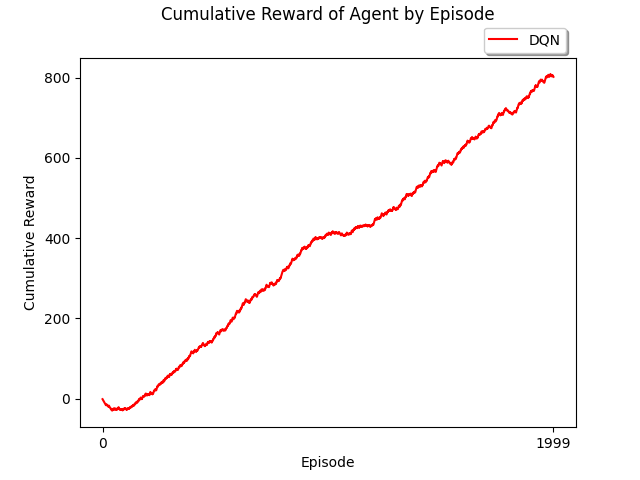 Cumulative Reward of Agent by Episode
DQN
800
600
400
200
0
Cumulative Reward
0
1999
Episode